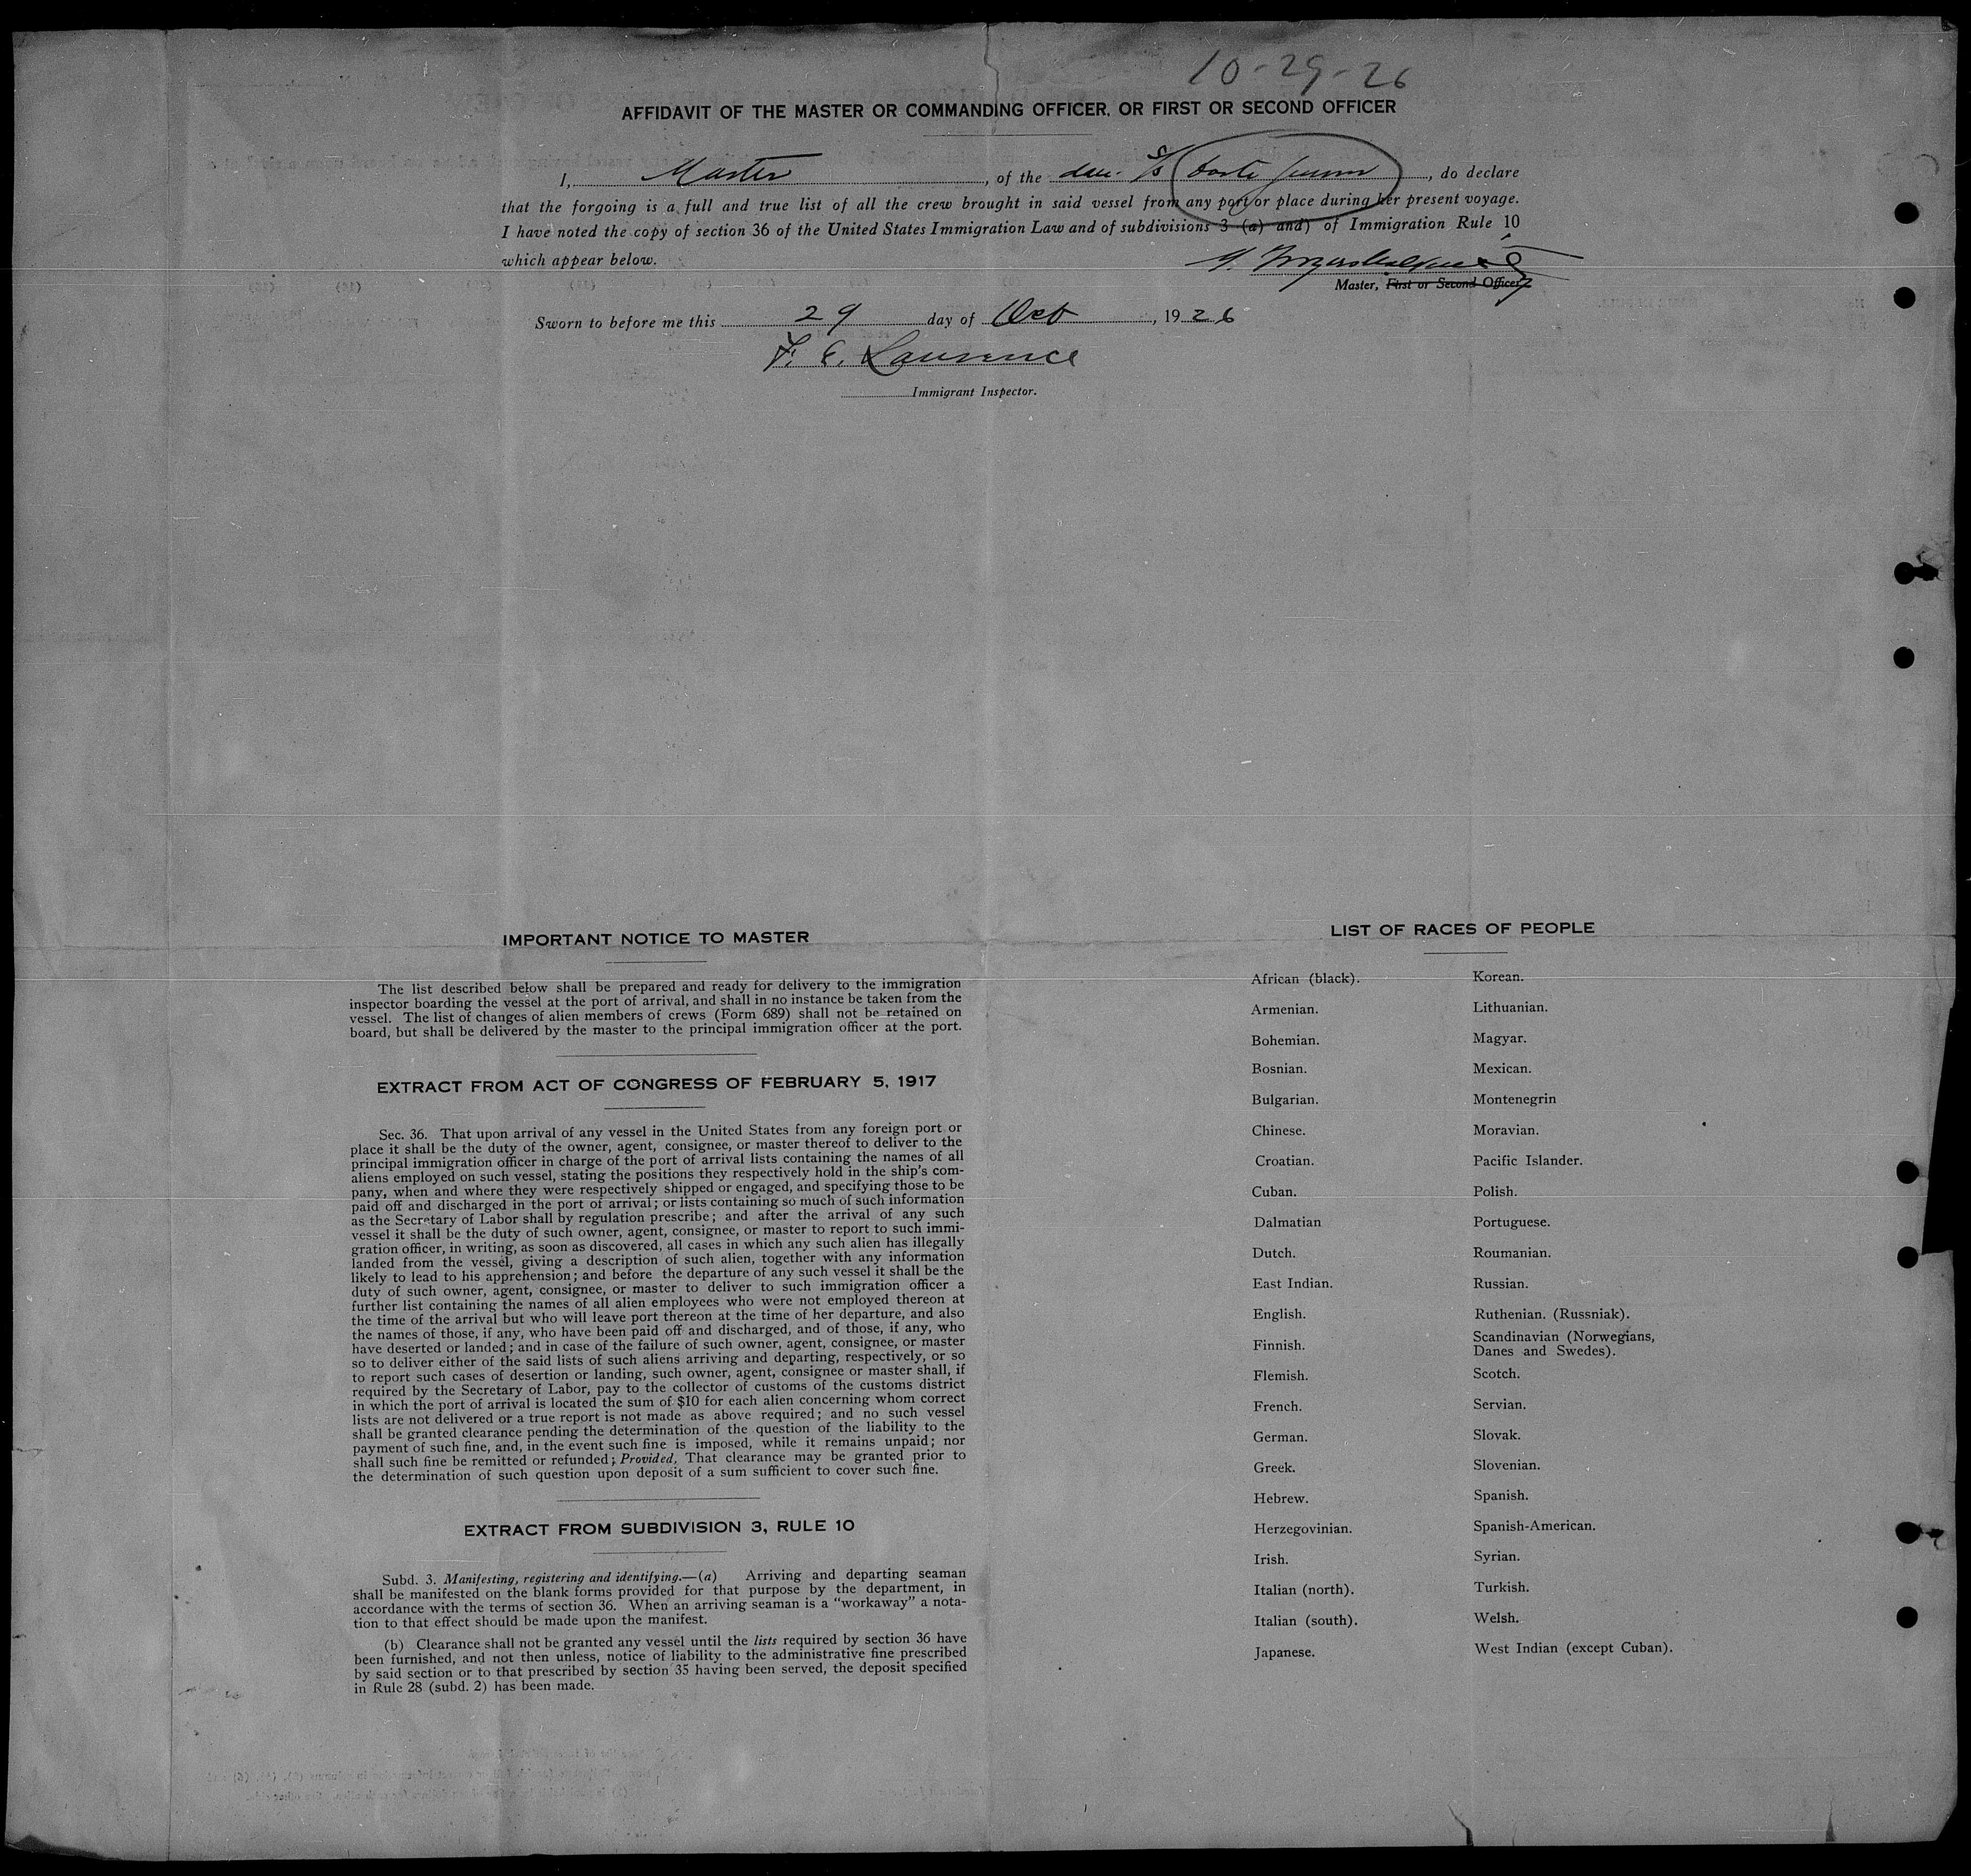 10-29-26
AFFIDAVIT OF THE MASTER OR COMMANDING OFFICER, OR FIRST OR SECOND OFFICER
I, Master, of the S/S, do declare
that the forgoing is a full and true list of all the crew brought in said vessel from any port or place during her present voyage.
I have noted the copy of section 36 of the United States Immigration Law and of subdivisions 3 (a) and) of Immigration Rule 10
which appear below.
Master, First or Second Officer
Sworn to before me this 29 day of Oct, 1926
F. E. Lawrence
Immigrant Inspector.
IMPORTANT NOTICE TO MASTER
The list described below shall be prepared and ready for delivery to the immigration
inspector boarding the vessel at the port of arrival, and shall in no instance be taken from the
vessel. The list of changes of alien members of crews (Form 689) shall not be retained on
board, but shall be delivered by the master to the principal immigration officer at the port.
EXTRACT FROM ACT OF CONGRESS OF FEBRUARY 5, 1917
Sec. 36. That upon arrival of any vessel in the United States from any foreign port or
place it shall be the duty of the owner, agent, consignee, or master thereof to deliver to the
principal immigration officer in charge of the port of arrival lists containing the names of all
aliens employed on such vessel, stating the positions they respectively hold in the ship's com-
pany, when and where they were respectively shipped or engaged, and specifying those to be
paid off and discharged in the port of arrival; or lists containing so much of such information
as the Secretary of Labor shall by regulation prescribe; and after the arrival of any such
vessel it shall be the duty of such owner, agent, consignee, or master to report to such immi-
gration officer, in writing, as soon as discovered, all cases in which any such alien has illegally
landed from the vessel, giving a description of such alien, together with any information
likely to lead to his apprehension; and before the departure of any such vessel it shall be the
duty of such owner, agent, consignee, or master to deliver to such immigration officer a
further list containing the names of all alien employees who were not employed thereon at
the time of the arrival but who will leave port thereon at the time of her departure, and also
the names of those, if any, who have been paid off and discharged, and of those, if any, who
have deserted or landed; and in case of the failure of such owner, agent, consignee, or master
so to deliver either of the said lists of such aliens arriving and departing, respectively, or so
to report such cases of desertion or landing, such owner, agent, consignee or master shall, if
required by the Secretary of Labor, pay to the collector of customs of the customs district
in which the port of arrival is located the sum of $10 for each alien concerning whom correct
lists are not delivered or a true report is not made as above required; and no such vessel
shall be granted clearance pending the determination of the question of the liability to the
payment of such fine, and, in the event such fine is imposed, while it remains unpaid; nor
shall such fine be remitted or refunded; Provided, That clearance may be granted prior to
the determination of such question upon deposit of a sum sufficient to cover such fine.
EXTRACT FROM SUBDIVISION 3, RULE 10
Subd. 3. Manifesting, registering and identifying.—(a) Arriving and departing seaman
shall be manifested on the blank forms provided for that purpose by the department, in
accordance with the terms of section 36. When an arriving seaman is a "workaway" a nota-
tion to that effect should be made upon the manifest.
(b) Clearance shall not be granted any vessel until the lists required by section 36 have
been furnished, and not then unless, notice of liability to the administrative fine prescribed
by said section or to that prescribed by section 35 having been served, the deposit specified
in Rule 28 (subd. 2) has been made.
LIST OF RACES OF PEOPLE
African (black).
Armenian.
Bohemian.
Bosnian.
Bulgarian.
Chinese.
Croatian.
Cuban.
Dalmatian
Dutch.
East Indian.
English.
Finnish.
Flemish.
French.
German.
Greek.
Hebrew.
Herzegovinian.
Irish.
Italian (north).
Italian (south).
Japanese.
Korean.
Lithuanian.
Magyar.
Mexican.
Montenegrin
Moravian.
Pacific Islander.
Polish.
Portuguese.
Roumanian.
Russian.
Ruthenian. (Russniak).
Scandinavian (Norwegians,
Danes and Swedes).
Scotch.
Servian.
Slovak.
Slovenian.
Spanish.
Spanish-American.
Syrian.
Turkish.
Welsh.
West Indian (except Cuban).